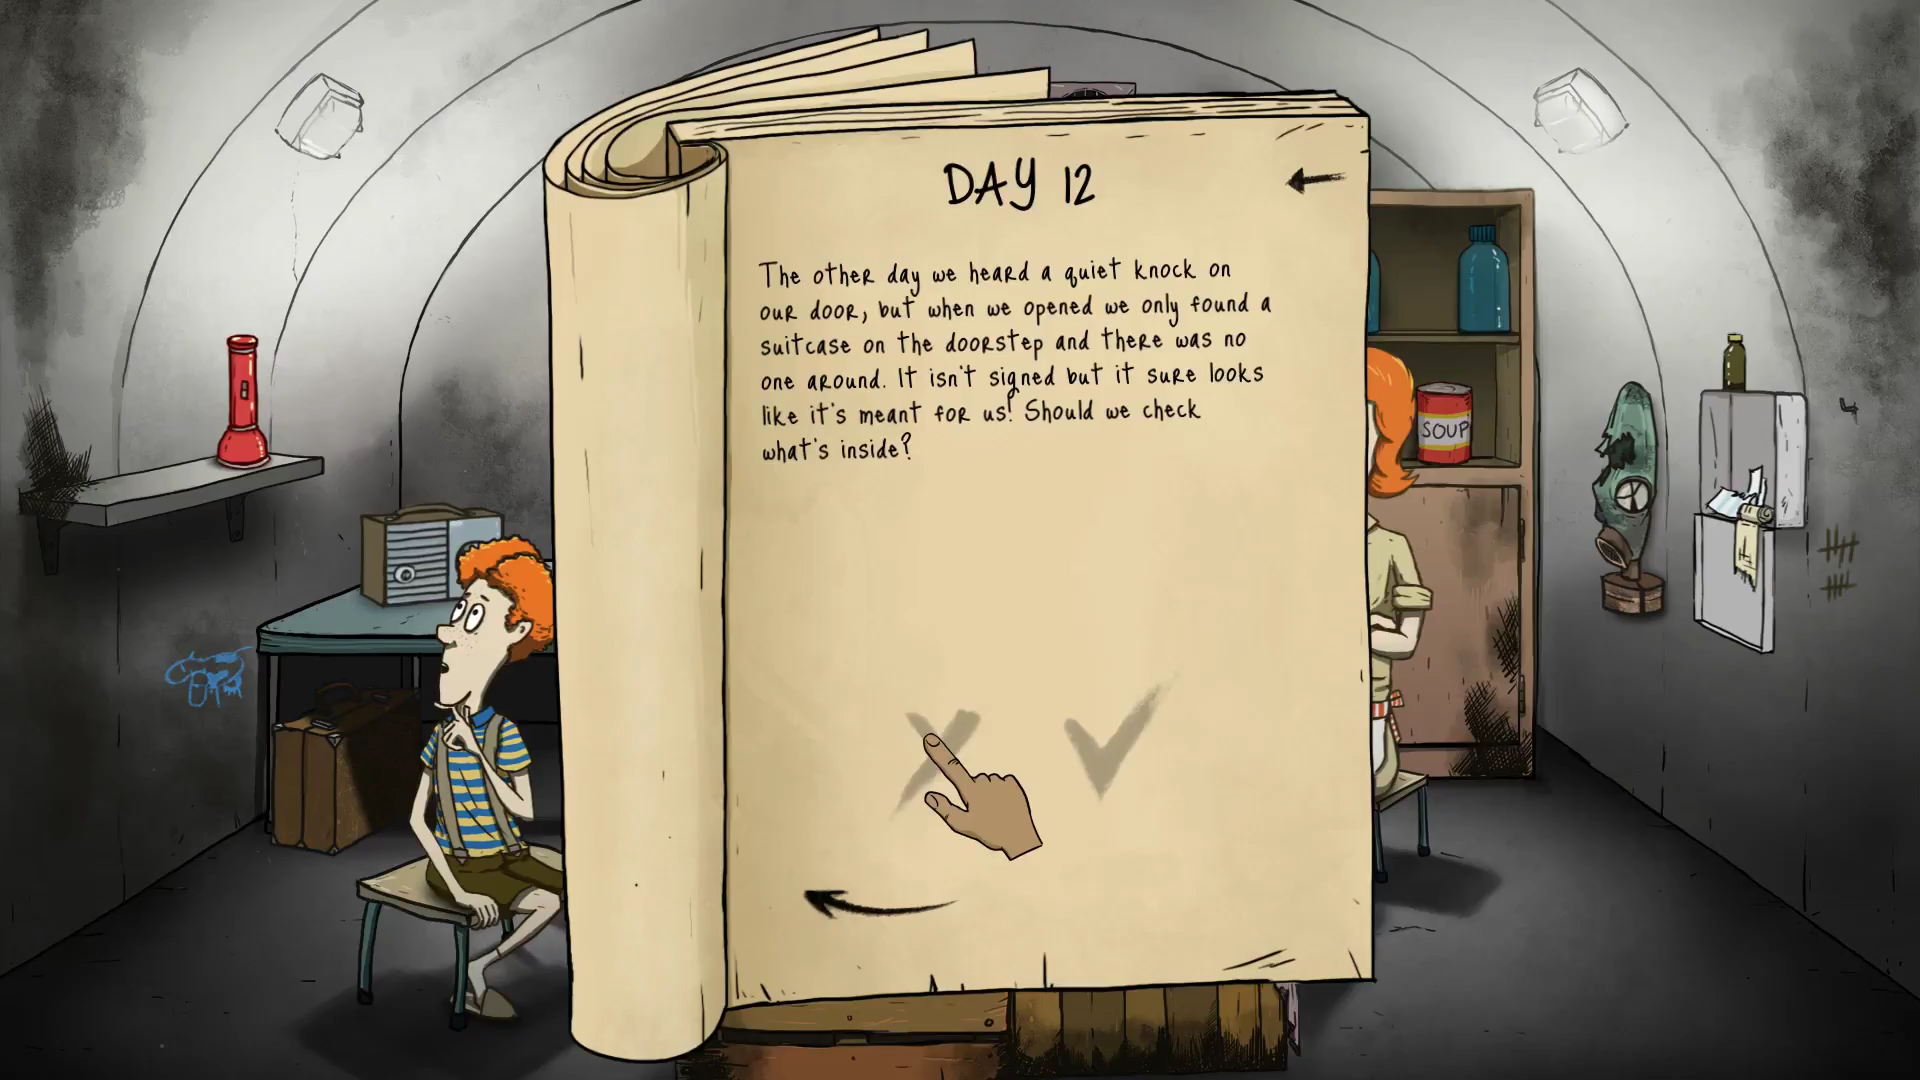 DAY 12
The other day we heard a quiet knock on
our door, but when we opened we only found a
suitcase on the doorstep and there was no
one around. It isn't signed but it sure looks
like it's meant for us! Should we check
what's inside?
SOUP